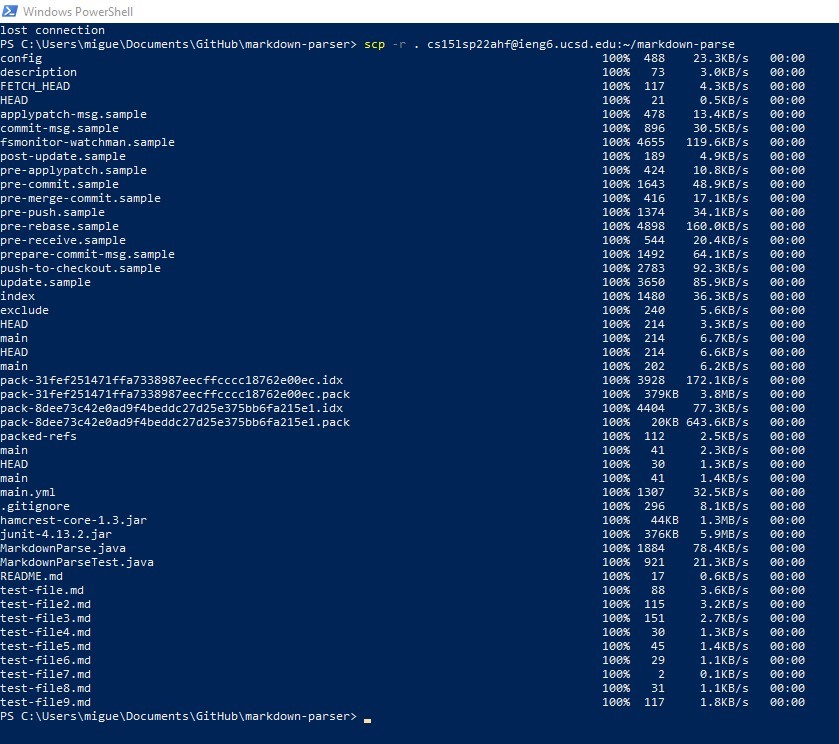 Windows PowerShell
lost connection
PS C:\Users\migue\Documents\GitHub\markdown-parser> scp -r . cs15lsp22ahf@ieng6.ucsd.edu:~/markdown-parse
config 100% 488 23.3KB/s 00:00
description 100% 73 3.0KB/s 00:00
FETCH_HEAD 100% 117 4.3KB/s 00:00
HEAD 100% 21 0.5KB/s 00:00
applypatch-msg.sample 100% 478 13.4KB/s 00:00
commit-msg.sample 100% 896 30.5KB/s 00:00
fsmonitor-watchman.sample 100% 4655 119.6KB/s 00:00
post-update.sample 100% 189 4.9KB/s 00:00
pre-applypatch.sample 100% 424 10.8KB/s 00:00
pre-commit.sample 100% 1643 48.9KB/s 00:00
pre-merge-commit.sample 100% 416 17.1KB/s 00:00
pre-push.sample 100% 1374 34.1KB/s 00:00
pre-rebase.sample 100% 4898 160.0KB/s 00:00
pre-receive.sample 100% 544 20.4KB/s 00:00
prepare-commit-msg.sample 100% 1492 64.1KB/s 00:00
push-to-checkout.sample 100% 2783 92.3KB/s 00:00
update.sample 100% 3650 85.9KB/s 00:00
index 100% 1480 36.3KB/s 00:00
exclude 100% 240 5.6KB/s 00:00
HEAD 100% 214 3.3KB/s 00:00
main 100% 214 6.7KB/s 00:00
HEAD 100% 214 6.6KB/s 00:00
main 100% 202 6.2KB/s 00:00
pack-31fef251471ffa7338987eecffcccc18762e00ec.idx 100% 3928 172.1KB/s 00:00
pack-31fef251471ffa7338987eecffcccc18762e00ec.pack 100% 379KB 3.8MB/s 00:00
pack-8dee73c42e0ad9f4beddc27d25e375bb6fa215e1.idx 100% 4404 77.3KB/s 00:00
pack-8dee73c42e0ad9f4beddc27d25e375bb6fa215e1.pack 100% 20KB 643.6KB/s 00:00
packed-refs 100% 112 2.5KB/s 00:00
main 100% 41 2.3KB/s 00:00
HEAD 100% 30 1.3KB/s 00:00
main 100% 41 1.4KB/s 00:00
main.yml 100% 1307 32.5KB/s 00:00
.gitignore 100% 296 8.1KB/s 00:00
hamcrest-core-1.3.jar 100% 44KB 1.3MB/s 00:00
junit-4.13.2.jar 100% 376KB 5.9MB/s 00:00
MarkdownParse.java 100% 1884 78.4KB/s 00:00
MarkdownParseTest.java 100% 921 21.3KB/s 00:00
README.md 100% 17 0.6KB/s 00:00
test-file.md 100% 88 3.6KB/s 00:00
test-file2.md 100% 115 3.2KB/s 00:00
test-file3.md 100% 151 2.7KB/s 00:00
test-file4.md 100% 30 1.3KB/s 00:00
test-file5.md 100% 45 1.4KB/s 00:00
test-file6.md 100% 29 1.1KB/s 00:00
test-file7.md 100% 2 0.1KB/s 00:00
test-file8.md 100% 31 1.1KB/s 00:00
test-file9.md 100% 117 1.8KB/s 00:00
PS C:\Users\migue\Documents\GitHub\markdown-parser>